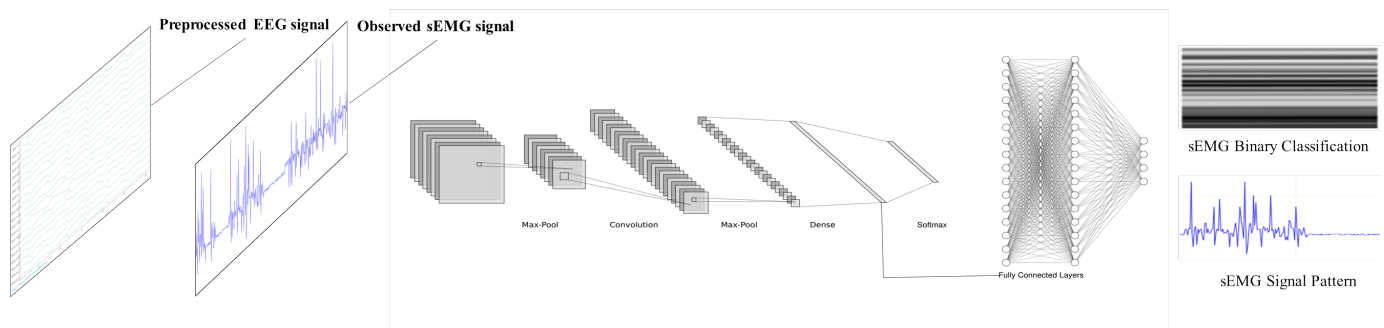 Preprocessed EEG signal
Observed sEMG signal
Max-Pool
Convolution
Max-Pool
Dense
Softmax
Fully Connected Layers
sEMG Binary Classification
sEMG Signal Pattern